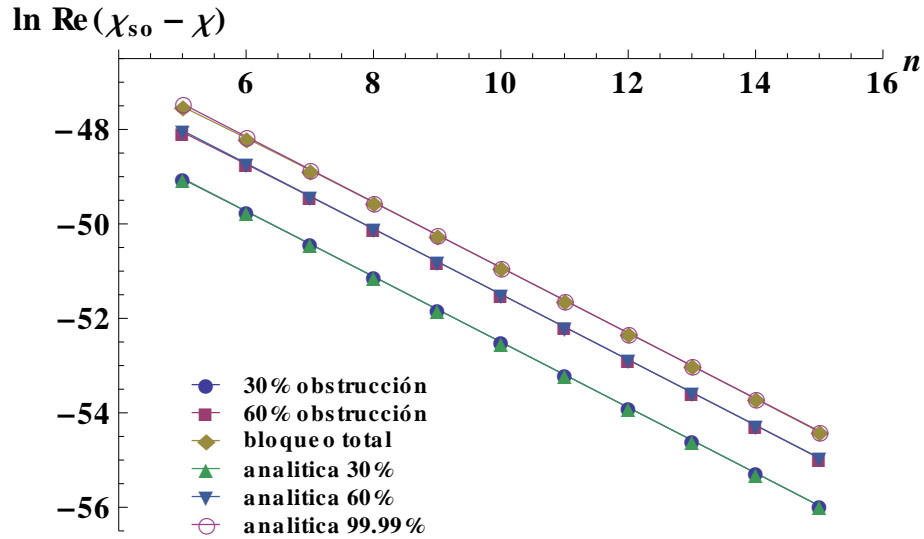 ln Re(χso − χ)
n
6 8 10 12 14 16
−48
−50
−52
−54
−56
30% obstrucción
60% obstrucción
bloqueo total
analitica 30%
analitica 60%
analitica 99.99%